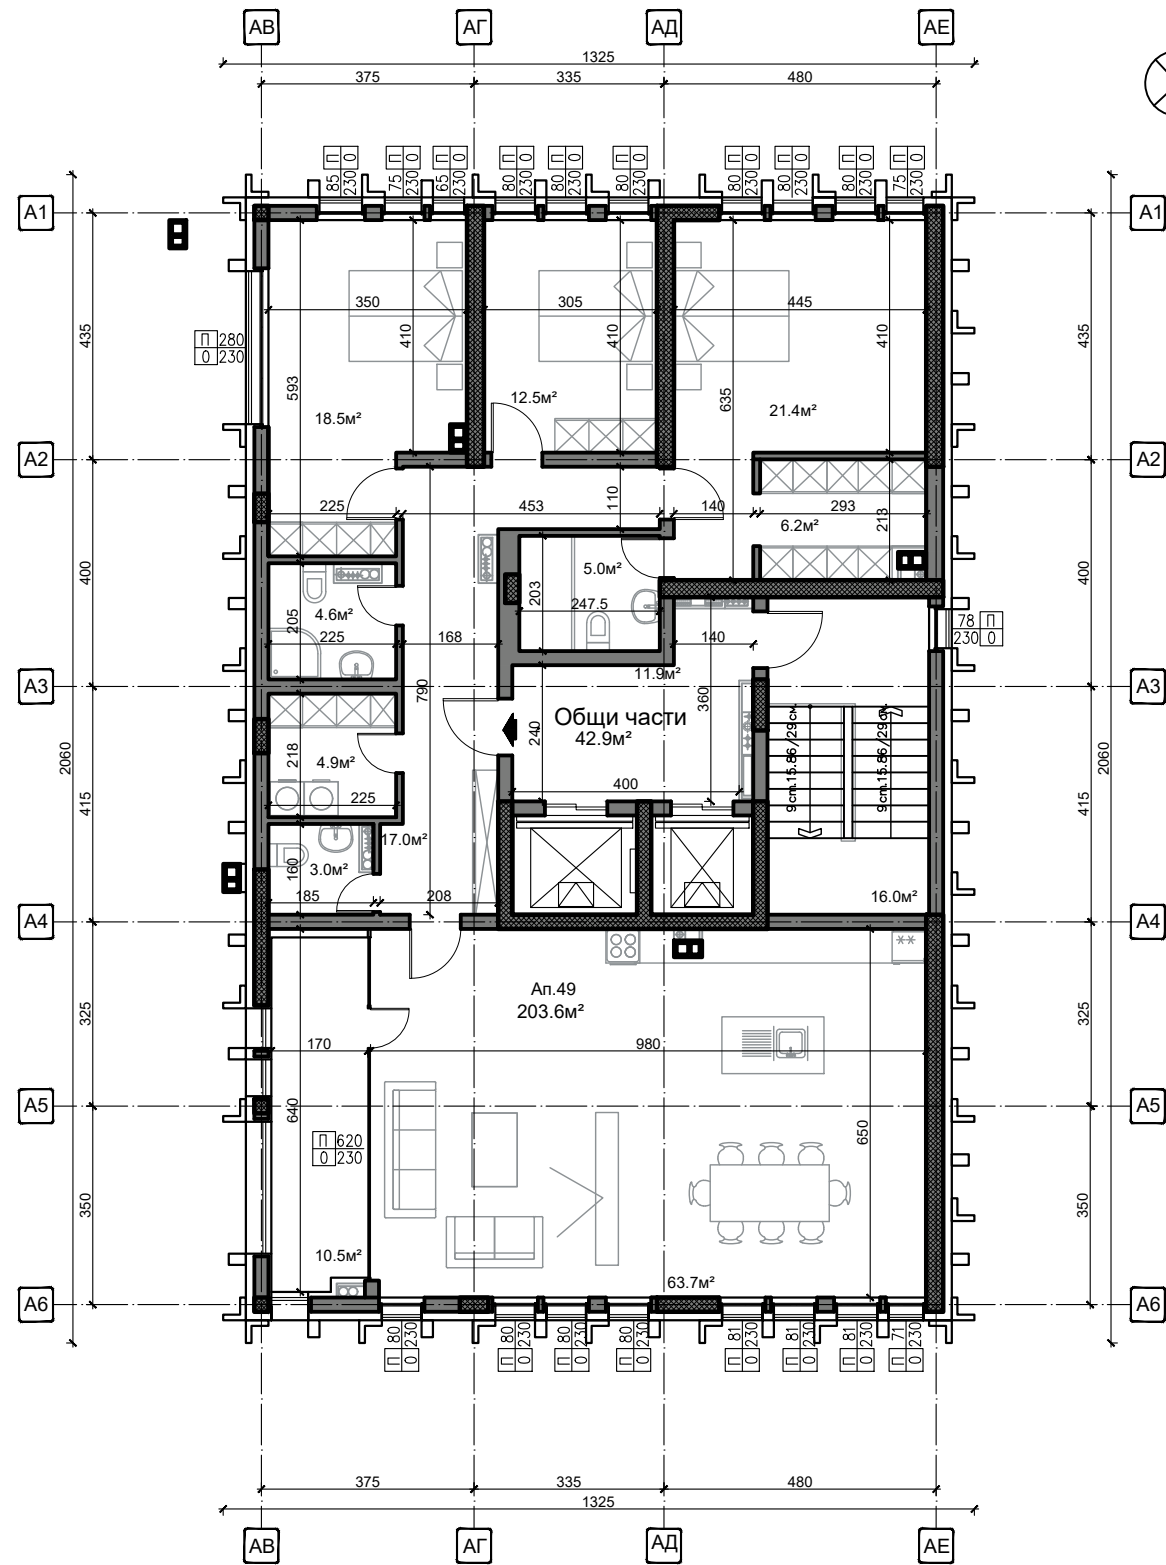 АВ АГ АД АЕ
1325
375 335 480
П 0
85 230
П 0
75 230
П 0
65 230
П 0
80 230
П 0
80 230
П 0
80 230
П 0
80 230
П 0
80 230
П 0
80 230
П 0
75 230
А1 А1
435 435
350 305 445
410 410 410
П 280
0 230
593
635
18.5м²
12.5м²
21.4м²
А2 А2
225 453 110 140 293
6.2м²
213
400 400
5.0м²
203
247.5
4.6м²
205
225 168
140
78 П
230 0
11.9м²
А3 А3
790
360
Общи части
42.9м²
240
400
9ст.15.86/29см.
9ст.15.86/29см.
2060 2060
218
4.9м²
225
415 415
17.0м²
3.0м²
160
185 208
16.0м²
А4 А4
**
Ап.49
203.6м²
325 325
170 980
А5 А5
640
650
П 620
0 230
350 350
10.5м²
63.7м²
А6 А6
П 80
0 230
П 80
0 230
П 80
0 230
П 80
0 230
П 81
0 230
П 81
0 230
П 81
0 230
П 71
0 230
375 335 480
1325
АВ АГ АД АЕ